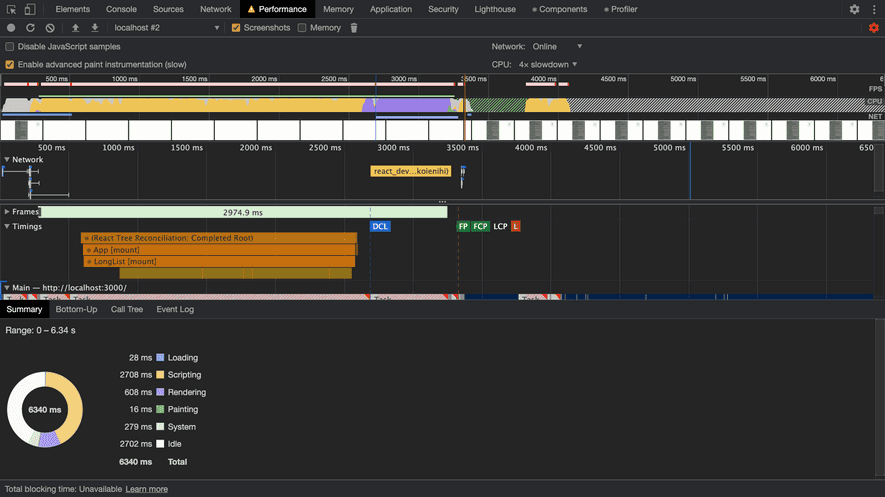 Elements Console Sources Network Performance Memory Application Security Lighthouse Components Profiler
localhost #2 Screenshots Memory
Disable JavaScript samples Network: Online
Enable advanced paint instrumentation (slow) CPU: 4× slowdown
500 ms 1000 ms 1500 ms 2000 ms 2500 ms 3000 ms 500 ms 4000 ms 4500 ms 5000 ms 5500 ms 6000 ms
FPS
CPU
NET
500 ms 1000 ms 1500 ms 2000 ms 2500 ms 3000 ms 3500 ms 4000 ms 4500 ms 5000 ms 5500 ms 6000 ms 650
Network
react_dev...koienihi)
...
Frames 2974.9 ms
Timings DCL FP FCP LCP L
(React Tree Reconciliation: Completed Root)
App [mount]
LongList [mount]
Main — http://localhost:3000/
Task Task Task Task
Summary Bottom-Up Call Tree Event Log
Range: 0 – 6.34 s
28 ms Loading
2708 ms Scripting
608 ms Rendering
6340 ms
16 ms Painting
279 ms System
2702 ms Idle
6340 ms Total
Total blocking time: Unavailable Learn more